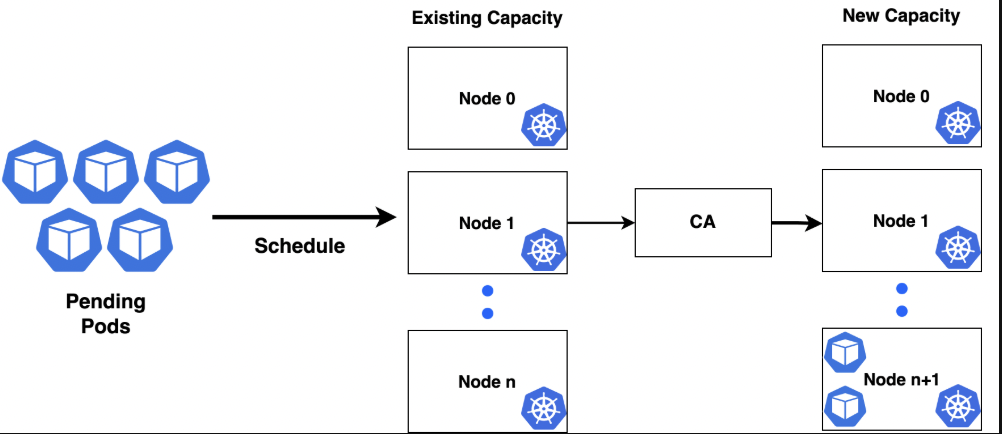 Existing Capacity
New Capacity
Node 0
Node 0
Node 1
CA
Node 1
Schedule
Pending
Pods
Node n
Node n+1